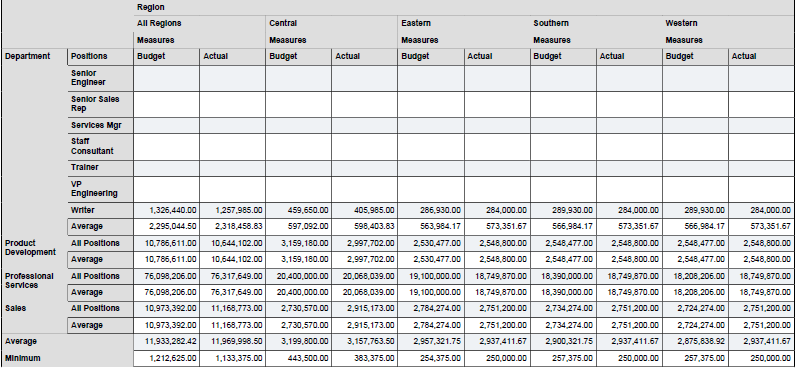 Region
All Regions Central Eastern Southern Western
Measures Measures Measures Measures Measures
Department Positions Budget Actual Budget Actual Budget Actual Budget Actual Budget Actual
Senior
Engineer
Senior Sales
Rep
Services Mgr
Staff
Consultant
Trainer
VP
Engineering
Writer 1,326,440.00 1,257,985.00 459,650.00 405,985.00 286,930.00 284,000.00 289,930.00 284,000.00 289,930.00 284,000.00
Average 2,295,044.50 2,318,458.83 597,092.00 598,403.83 563,984.17 573,351.67 566,984.17 573,351.67 566,984.17 573,351.67
Product
Development
All Positions 10,786,611.00 10,644,102.00 3,159,180.00 2,997,702.00 2,530,477.00 2,548,800.00 2,548,477.00 2,548,800.00 2,548,477.00 2,548,800.00
Average 10,786,611.00 10,644,102.00 3,159,180.00 2,997,702.00 2,530,477.00 2,548,800.00 2,548,477.00 2,548,800.00 2,548,477.00 2,548,800.00
Professional
Services
All Positions 76,098,206.00 76,317,649.00 20,400,000.00 20,068,039.00 19,100,000.00 18,749,870.00 18,390,000.00 18,749,870.00 18,208,206.00 18,749,870.00
Average 76,098,206.00 76,317,649.00 20,400,000.00 20,068,039.00 19,100,000.00 18,749,870.00 18,390,000.00 18,749,870.00 18,208,206.00 18,749,870.00
Sales All Positions 10,973,392.00 11,168,773.00 2,730,570.00 2,915,173.00 2,784,274.00 2,751,200.00 2,734,274.00 2,751,200.00 2,724,274.00 2,751,200.00
Average 10,973,392.00 11,168,773.00 2,730,570.00 2,915,173.00 2,784,274.00 2,751,200.00 2,734,274.00 2,751,200.00 2,724,274.00 2,751,200.00
Average 11,933,282.42 11,969,998.50 3,199,800.00 3,157,763.50 2,957,321.75 2,937,411.67 2,900,321.75 2,937,411.67 2,875,838.92 2,937,411.67
Minimum 1,212,625.00 1,133,375.00 443,500.00 383,375.00 254,375.00 250,000.00 257,375.00 250,000.00 257,375.00 250,000.00